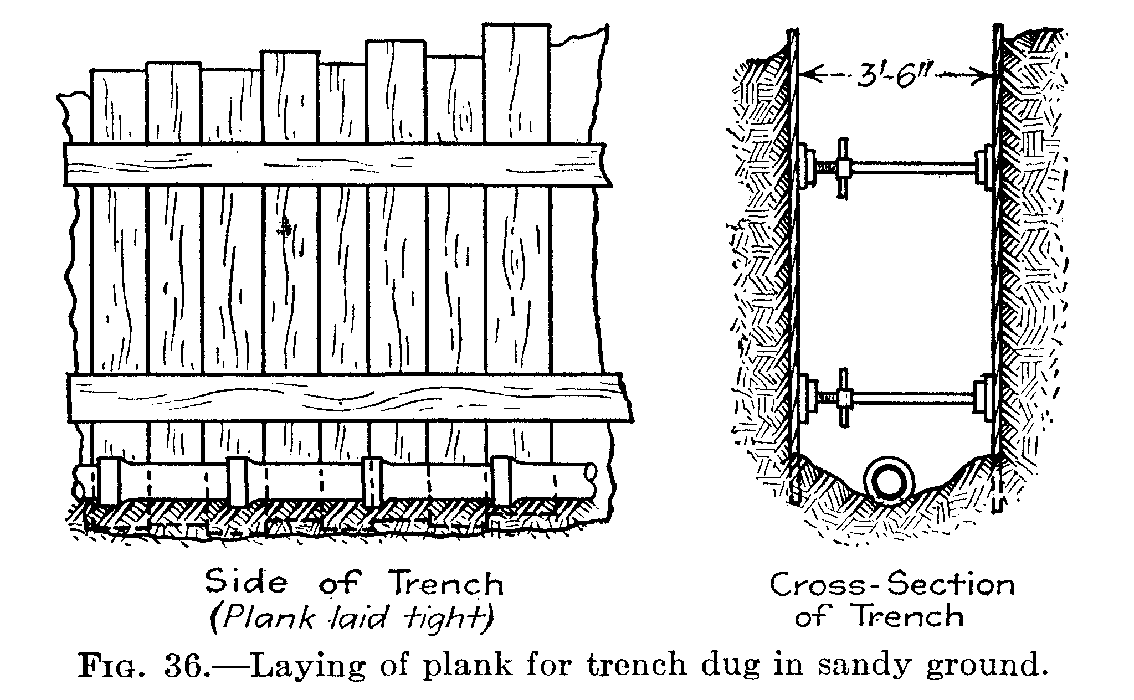 3'-6"
Side of Trench
(Plank laid tight)
Cross-Section
of Trench
FIG. 36.—Laying of plank for trench dug in sandy ground.